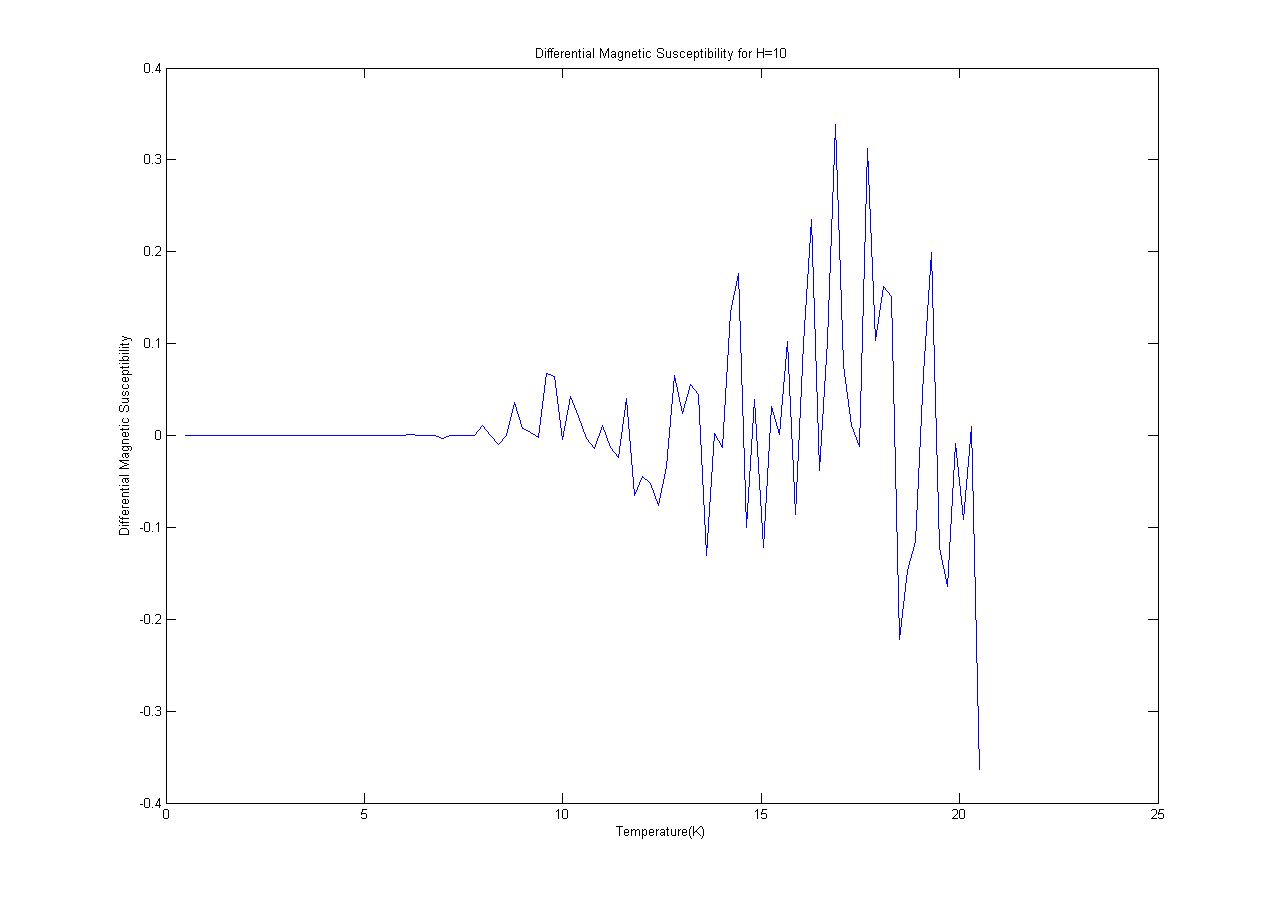 Differential Magnetic Susceptibility for H=10
0.4
0.3
0.2
0.1
0
-0.1
-0.2
-0.3
-0.4
Differential Magnetic Susceptibility
0 5 10 15 20 25
Temperature(K)